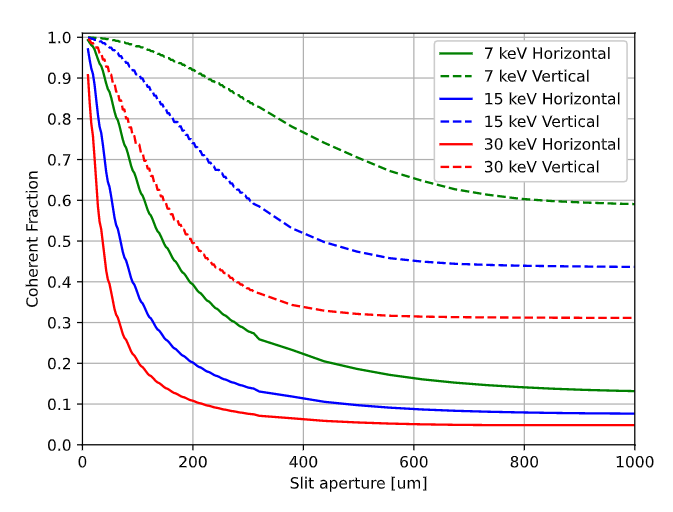 1.0
0.9
0.8
0.7
0.6
0.5
0.4
0.3
0.2
0.1
0.0
Coherent Fraction
7 keV Horizontal
7 keV Vertical
15 keV Horizontal
15 keV Vertical
30 keV Horizontal
30 keV Vertical
0 200 400 600 800 1000
Slit aperture [um]